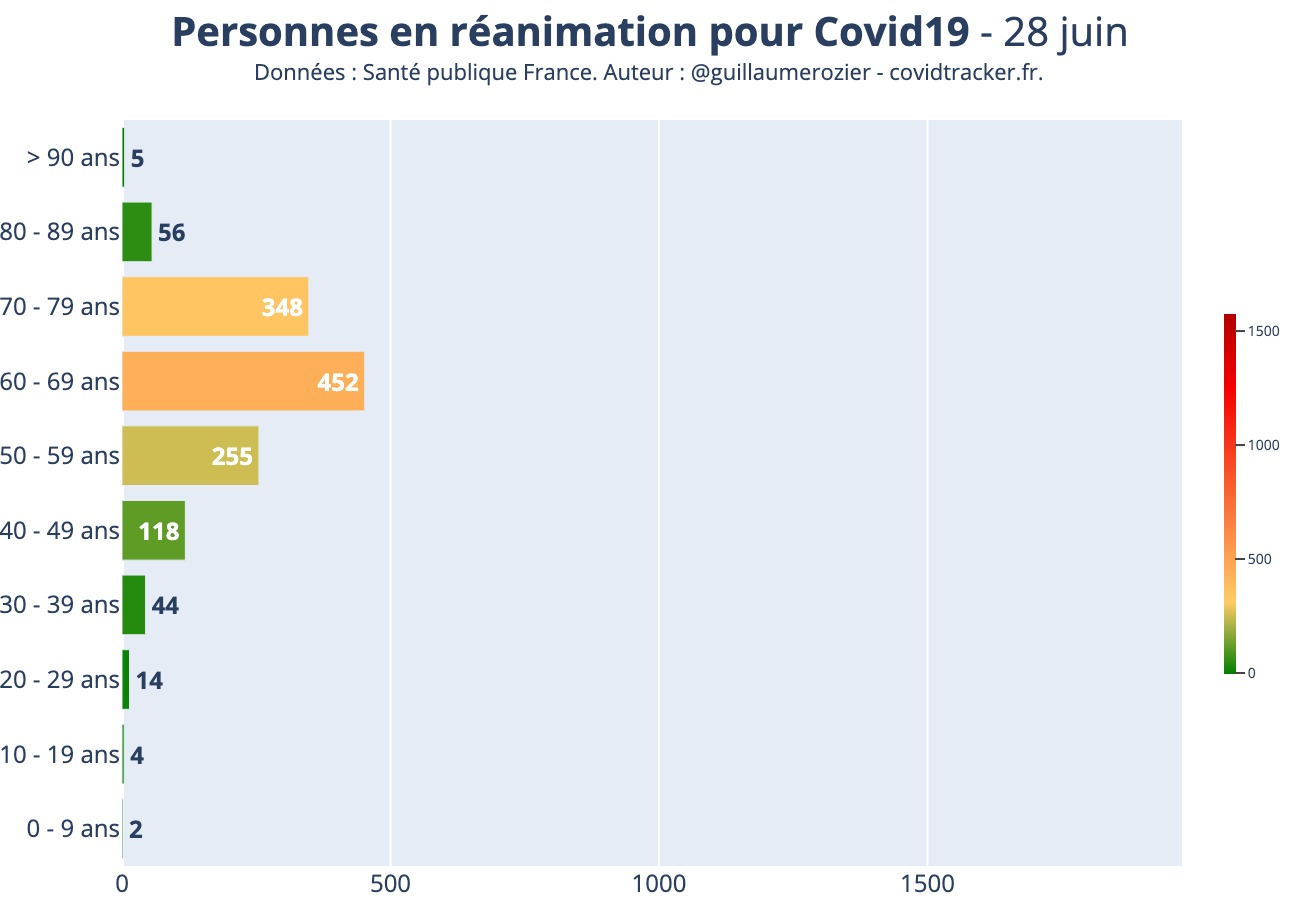 Personnes en réanimation pour Covid19 - 28 juin
Données : Santé publique France. Auteur : @guillaumerozier - covidtracker.fr.
> 90 ans 5
80 - 89 ans 56
70 - 79 ans 348
60 - 69 ans 452
50 - 59 ans 255
40 - 49 ans 118
30 - 39 ans 44
20 - 29 ans 14
10 - 19 ans 4
0 - 9 ans 2
0 500 1000 1500
1500
1000
500
0